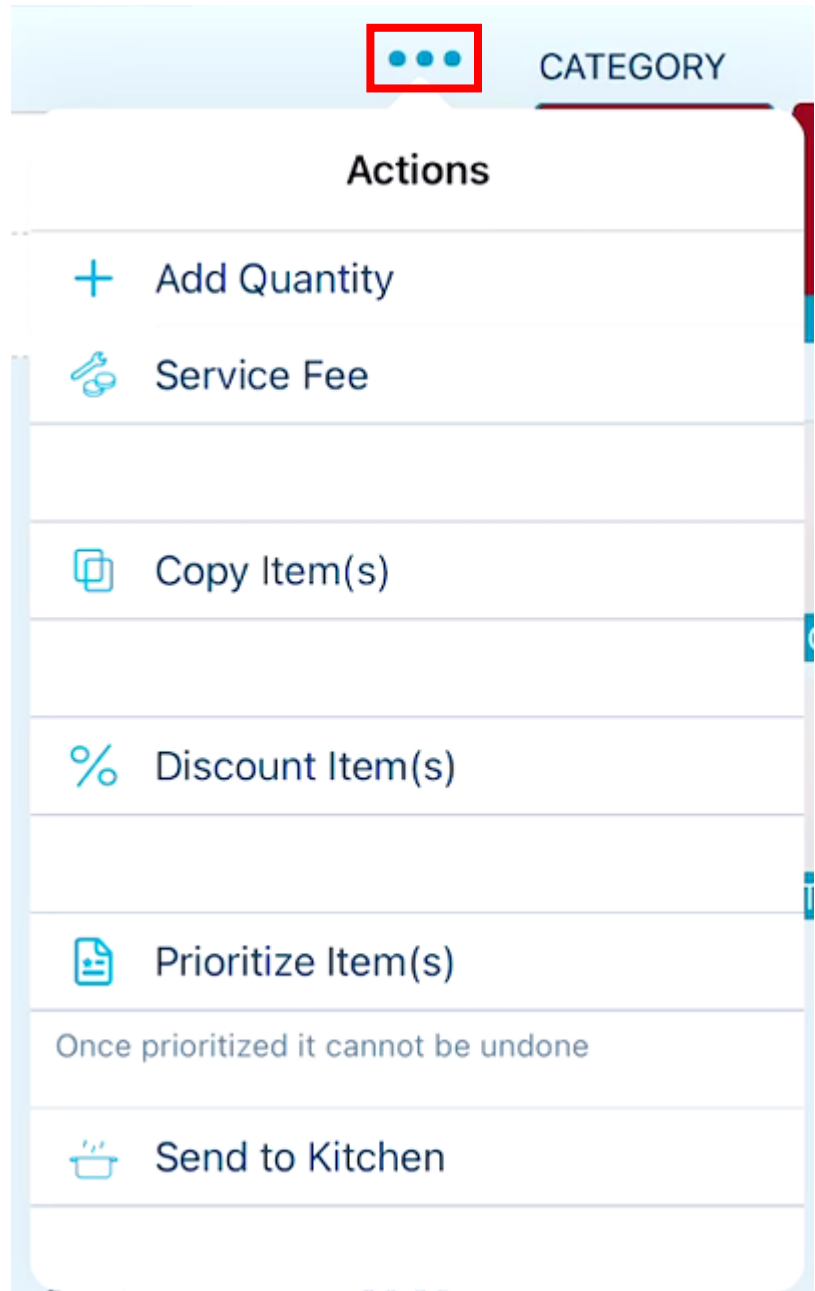 CATEGORY
Actions
Add Quantity
Service Fee
Copy Item(s)
Discount Item(s)
Prioritize Item(s)
Once prioritized it cannot be undone
Send to Kitchen